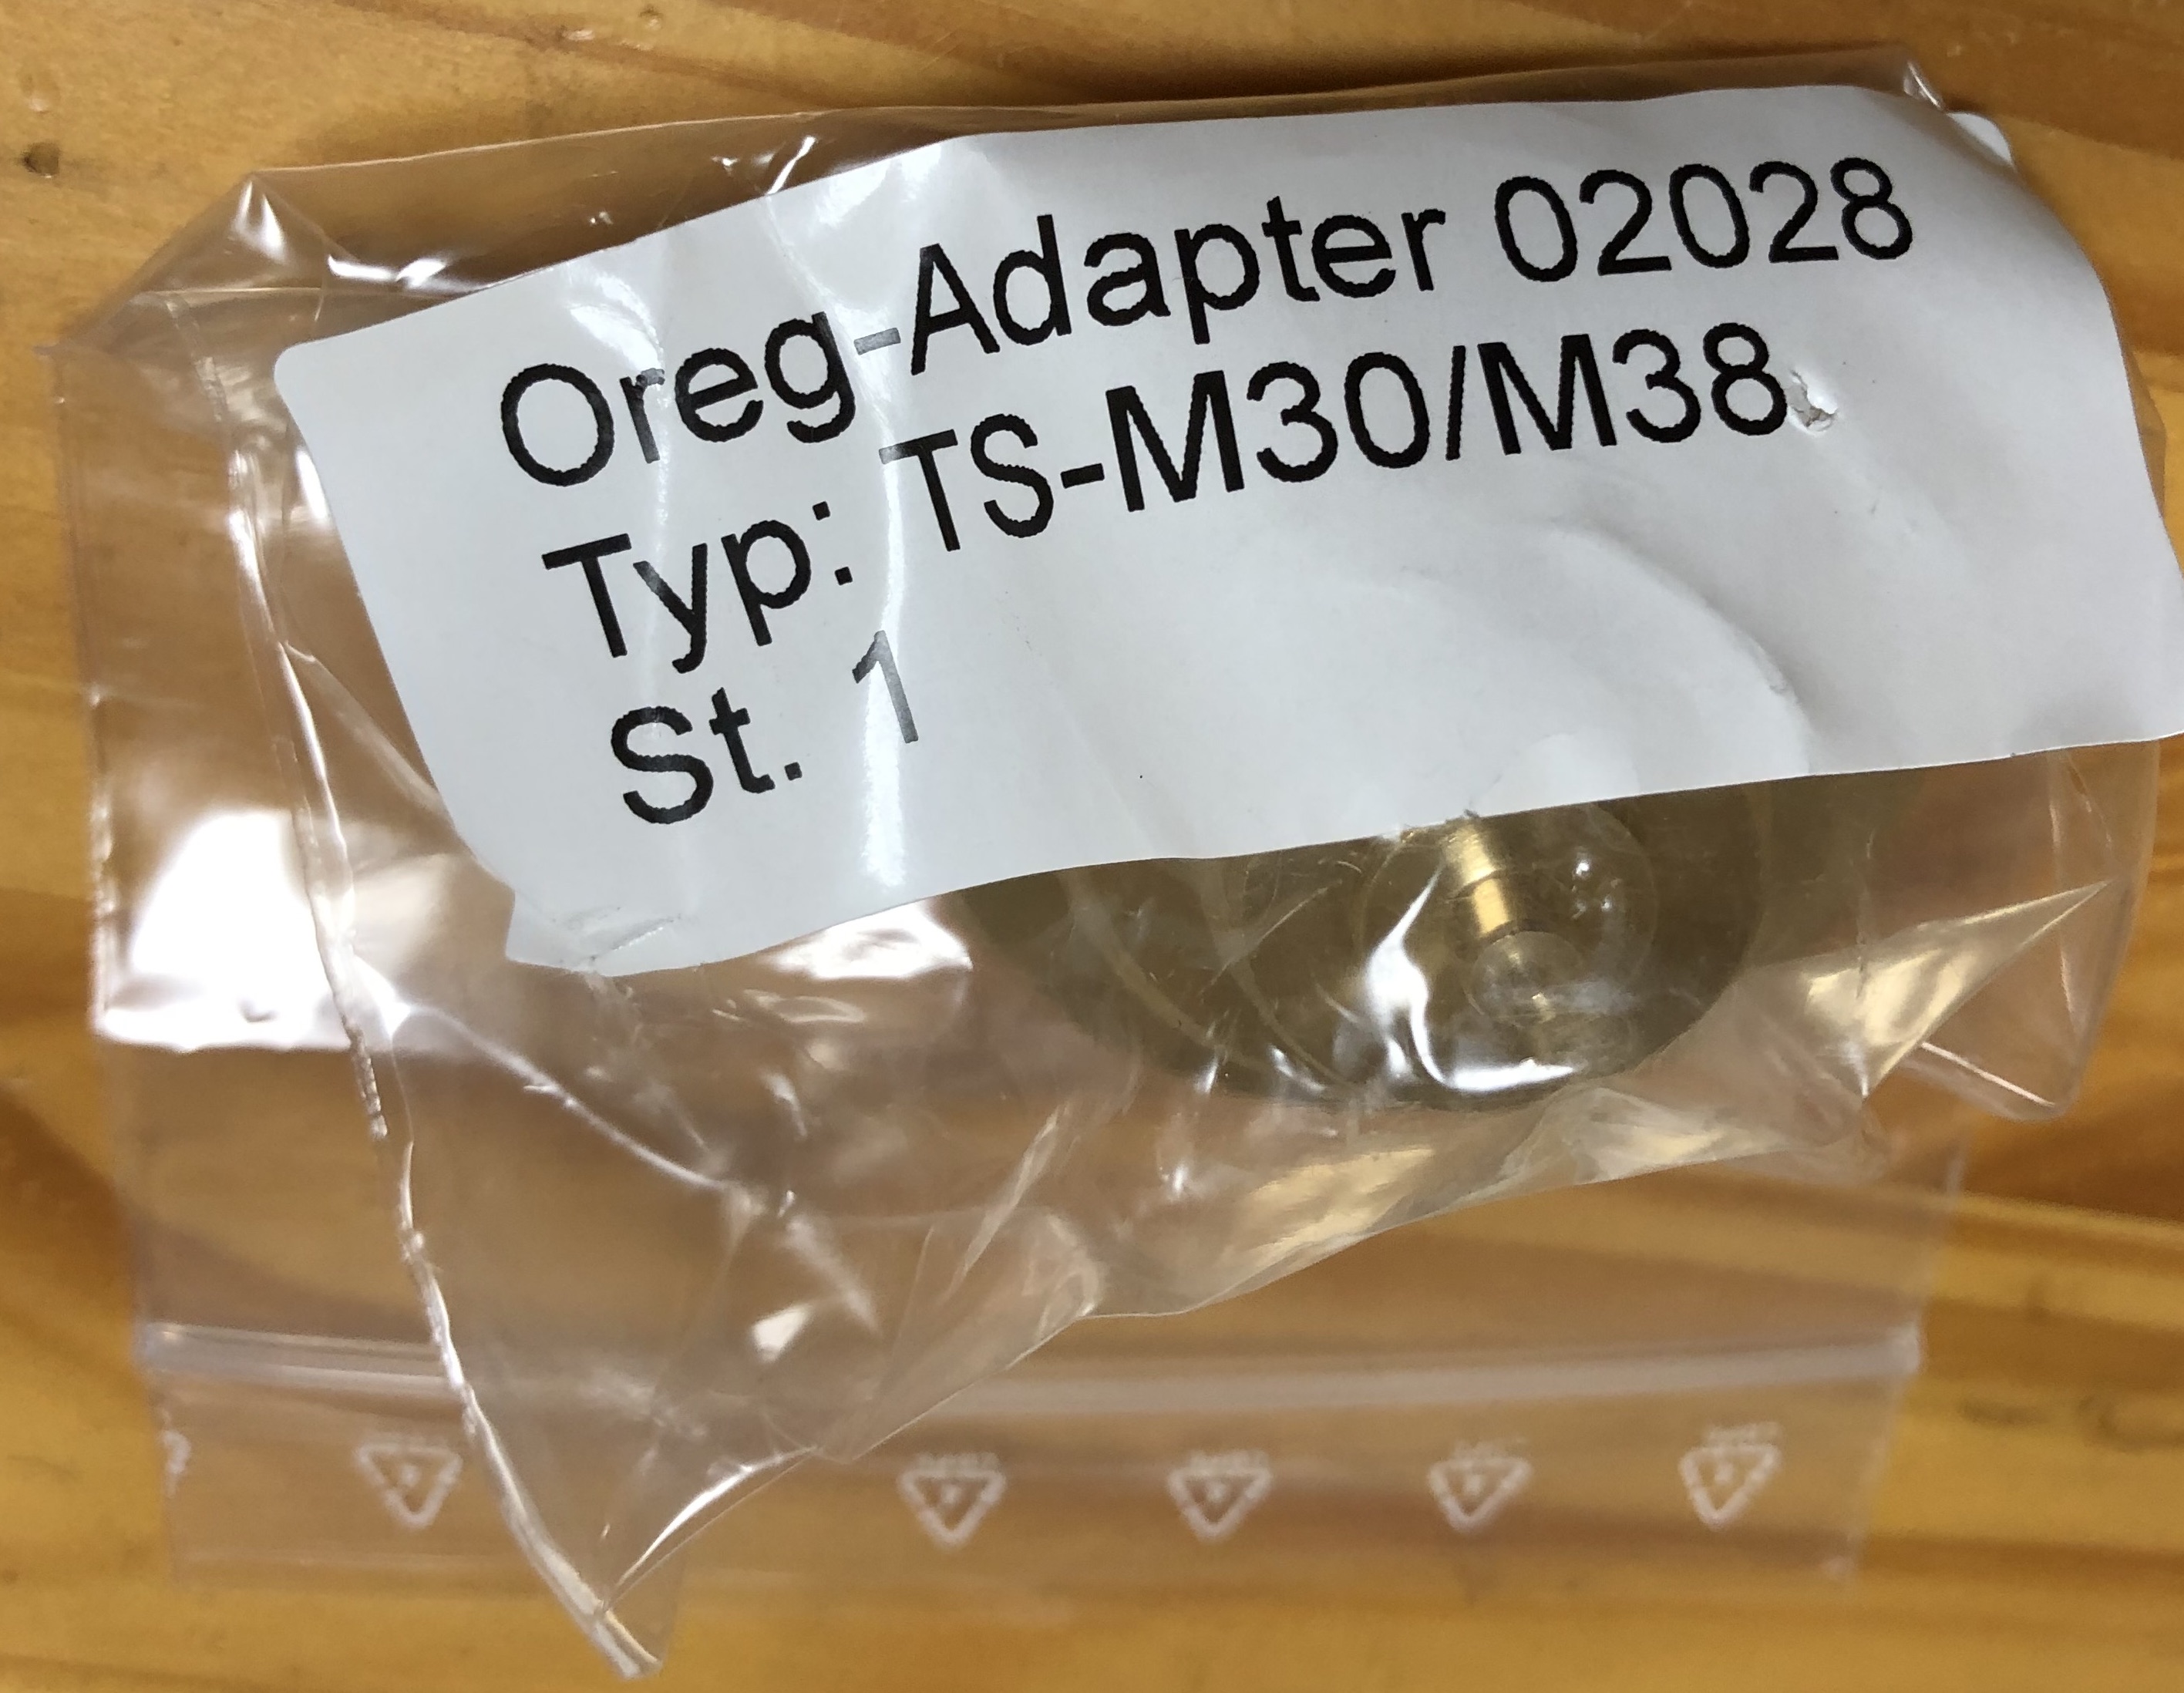 Oreg-Adapter 02028
Typ: TS-M30/M38
St. 1